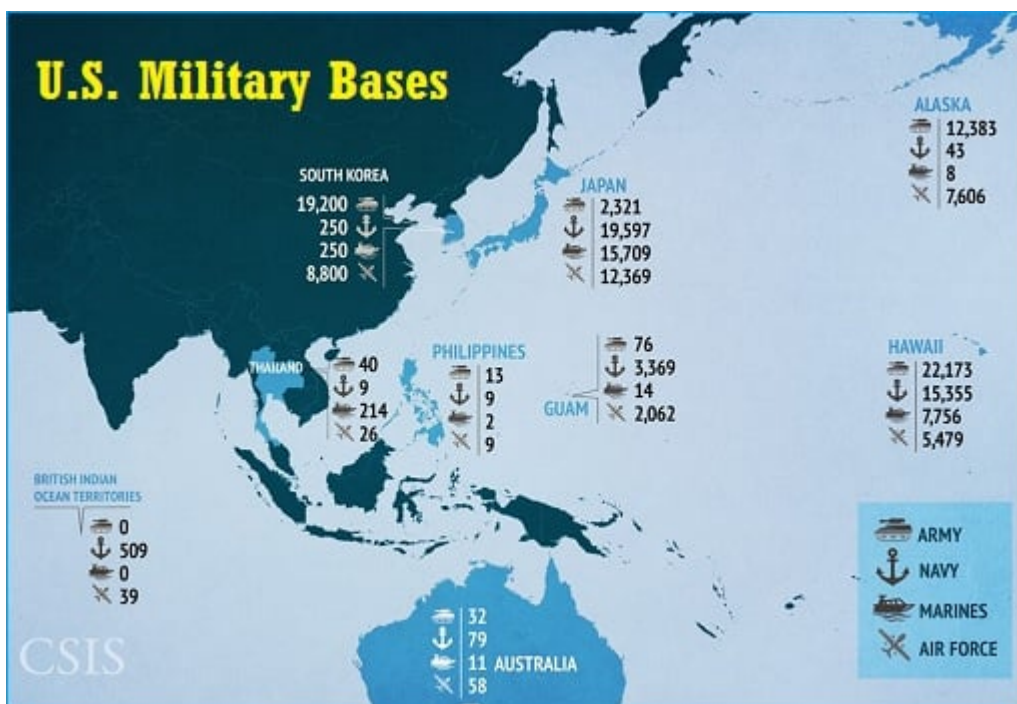 U.S. Military Bases
ALASKA
12,383
43
8
7,606
SOUTH KOREA
19,200
250
250
8,800
JAPAN
2,321
19,597
15,709
12,369
THAILAND
40
9
214
26
PHILIPPINES
13
9
2
9
GUAM
76
3,369
14
2,062
HAWAII
22,173
15,355
7,756
5,479
BRITISH INDIAN
OCEAN TERRITORIES
0
509
0
39
32
79
11 AUSTRALIA
58
ARMY
NAVY
MARINES
AIR FORCE
CSIS